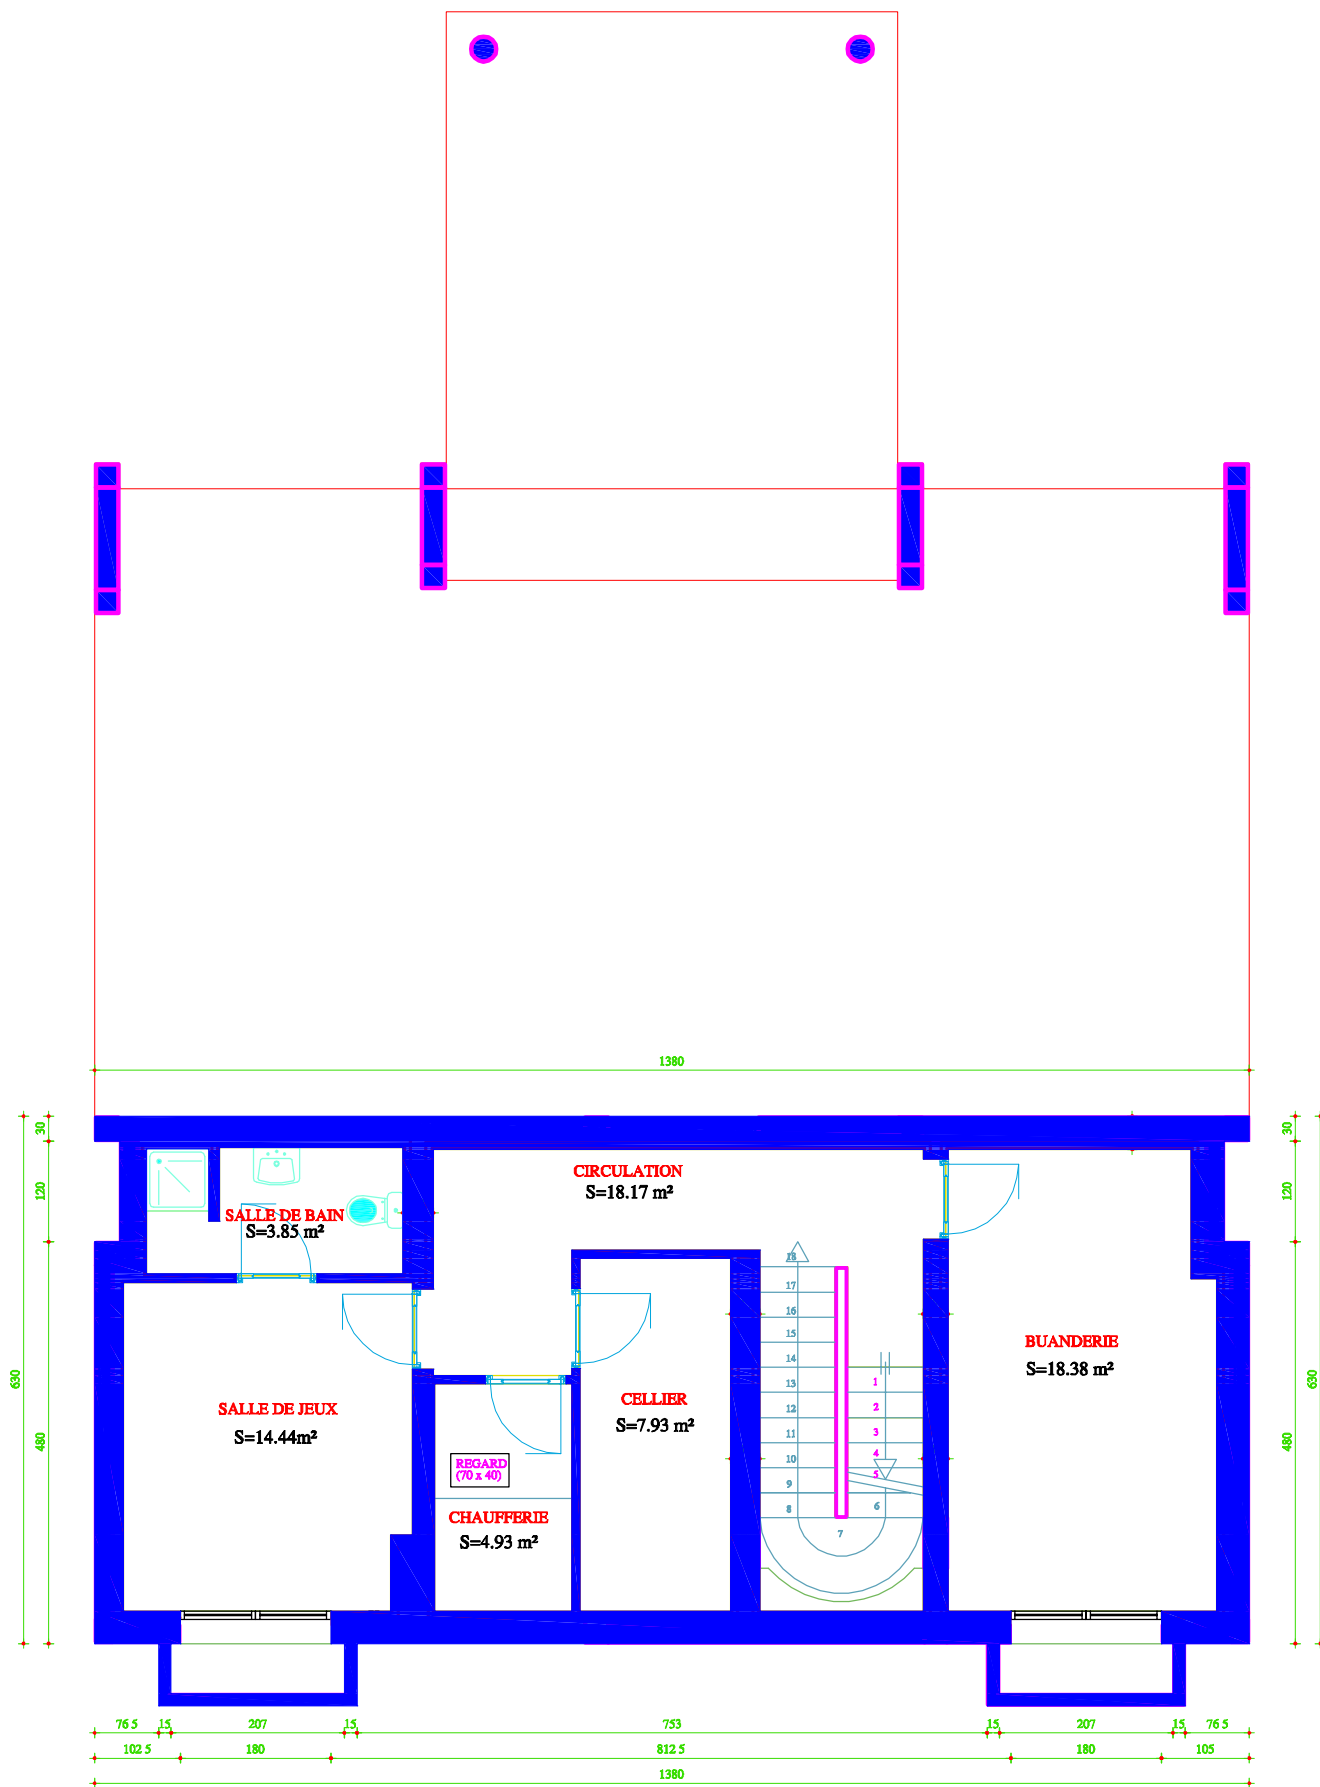 1380
30
30
120
120
630
480
480
630
CIRCULATION
S=18.17 m²
SALLE DE BAIN
S=3.85 m²
18
17
16
15
14
13
12
11
10
9
8
1
2
3
4
5
6
7
BUANDERIE
S=18.38 m²
SALLE DE JEUX
S=14.44m²
CELLIER
S=7.93 m²
REGARD
(70 x 40)
CHAUFFERIE
S=4.93 m²
76 5 15 207 15 753 15 207 15 76 5
102 5 180 812 5 180 105
1380